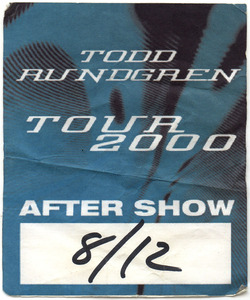 TODD
RUNDGREN
TOUR
2000
AFTER SHOW
8/12